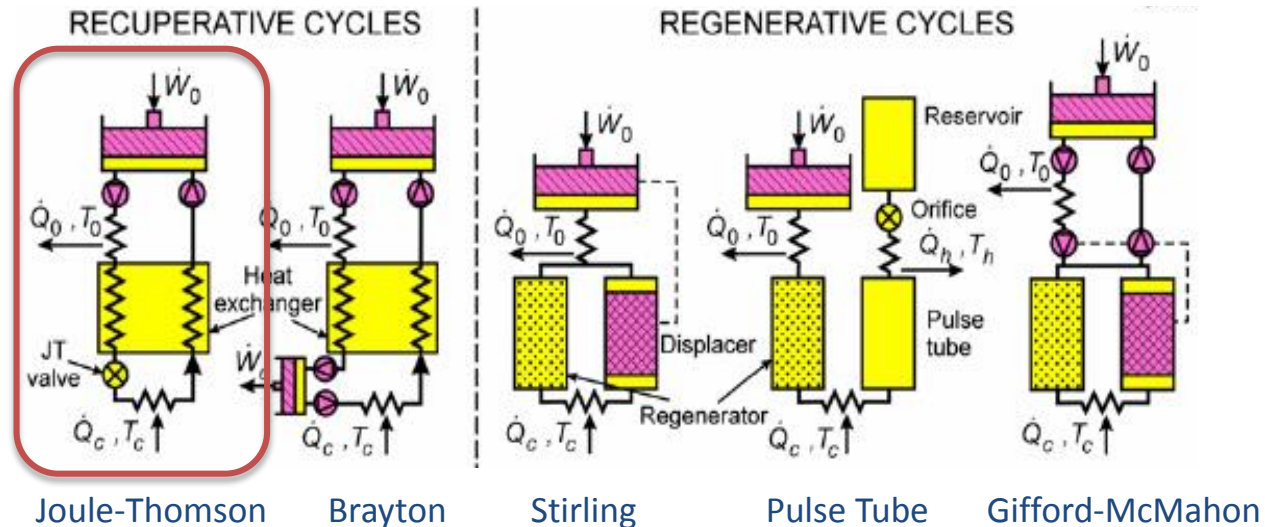 RECUPERATIVE CYCLES
REGENERATIVE CYCLES
Ẇ0
Ẇ0
Ẇ0
Ẇ0
Ẇ0
Reservoir
Orifice
Q̇0 , T0
Q̇0 , T0
Q̇0 , T0
Q̇0 , T0
Q̇0 , T0
Q̇h , Th
Heat
exchanger
JT
valve
Displacer
Pulse
tube
Regenerator
Q̇c , Tc
Q̇c , Tc
Q̇c , Tc
Q̇c , Tc
Q̇c , Tc
Joule-Thomson
Brayton
Stirling
Pulse Tube
Gifford-McMahon